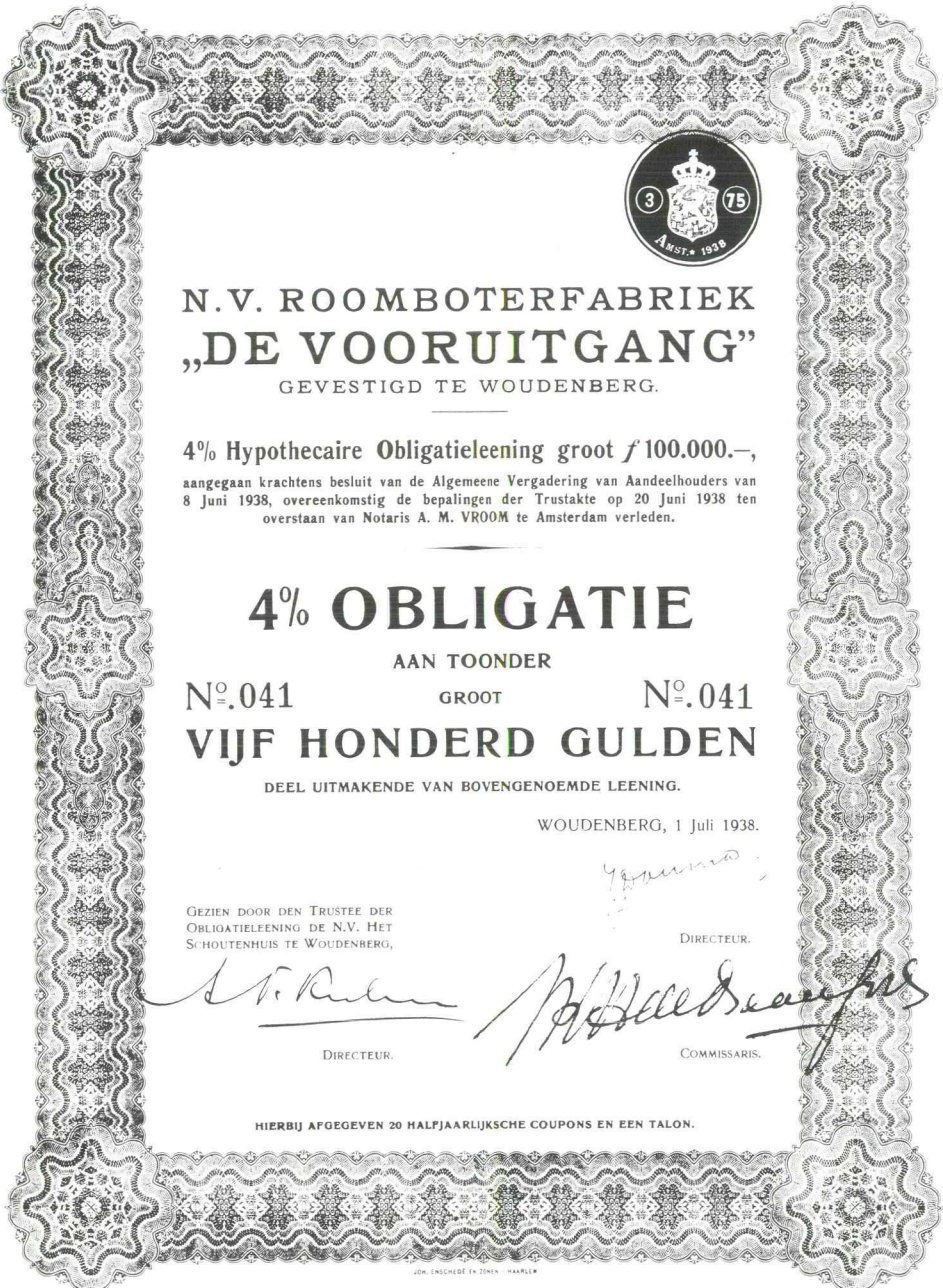 3 75
AMST. * 1938
N.V. ROOMBOTERFABRIEK
„DE VOORUITGANG”
GEVESTIGD TE WOUDENBERG.
4% Hypothecaire Obligatieleening groot ƒ 100.000.—,
aangegaan krachtens besluit van de Algemeene Vergadering van Aandeelhouders van
8 Juni 1938, overeenkomstig de bepalingen der Trustakte op 20 Juni 1938 ten
overstaan van Notaris A. M. VROOM te Amsterdam verleden.
4% OBLIGATIE
AAN TOONDER
Nº.041 GROOT Nº.041
VIJF HONDERD GULDEN
DEEL UITMAKENDE VAN BOVENGENOEMDE LEENING.
WOUDENBERG, 1 Juli 1938.
GEZIEN DOOR DEN TRUSTEE DER
OBLIGATIELEENING DE N.V. HET
SCHOUTENHUIS TE WOUDENBERG,
DIRECTEUR.
DIRECTEUR.
COMMISSARIS.
HIERBIJ AFGEGEVEN 20 HALFJAARLIJKSCHE COUPONS EN EEN TALON.
JOH. ENSCHEDÉ EN ZONEN - HAARLEM